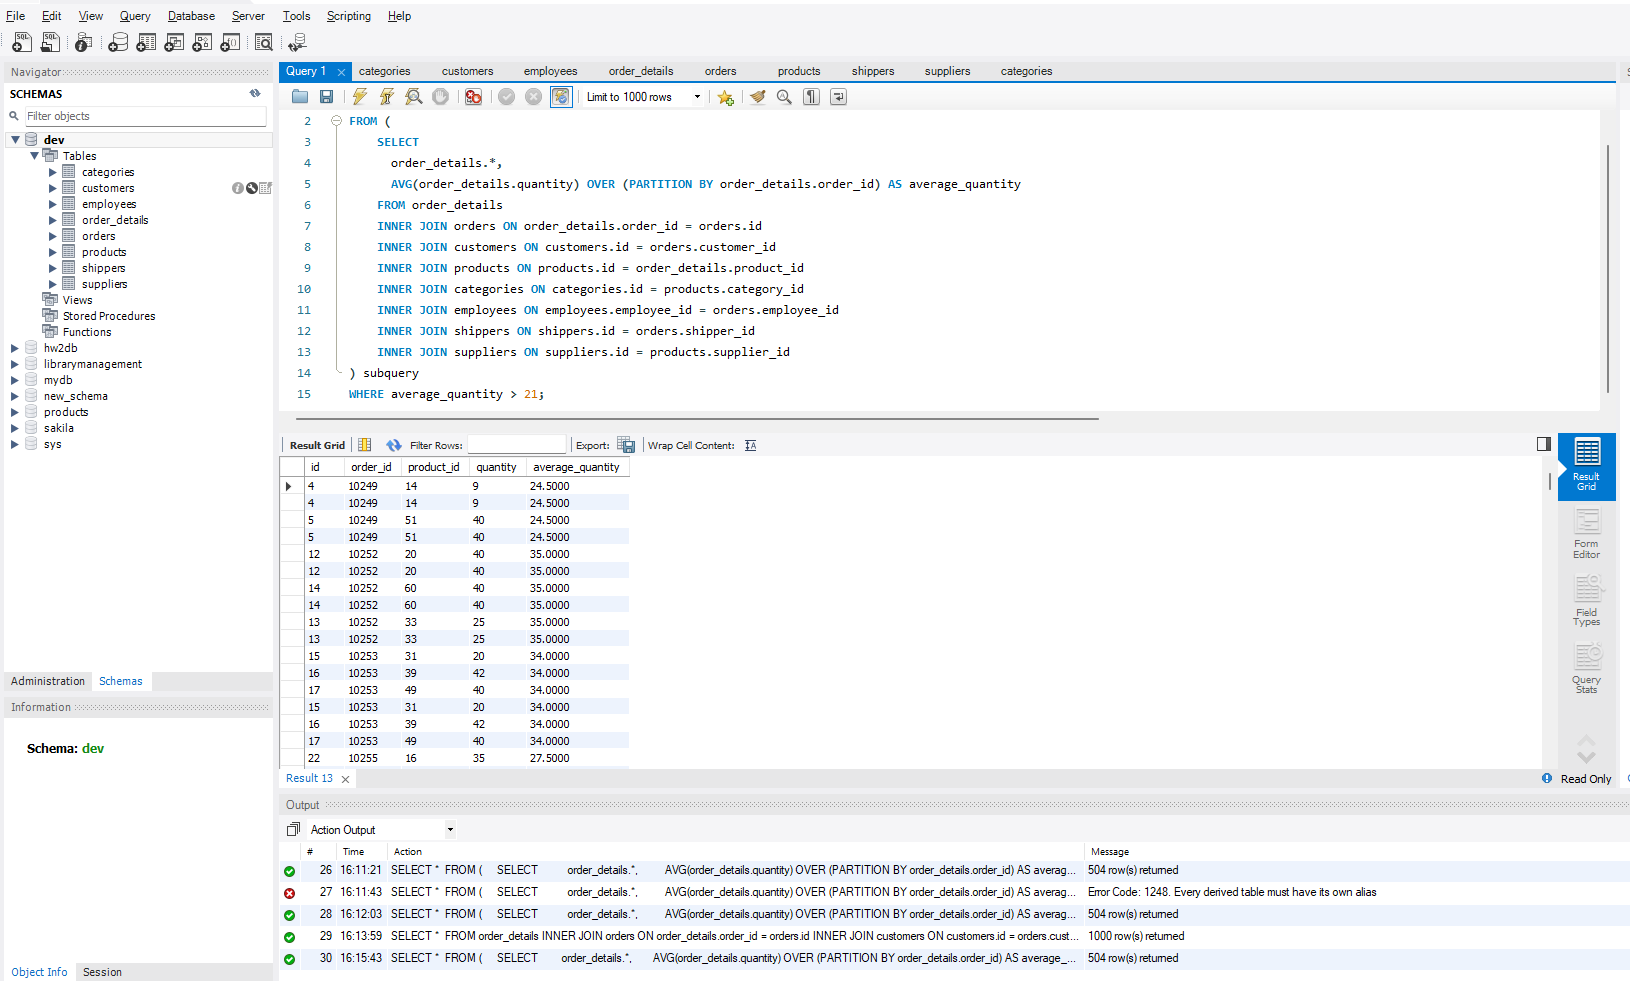 File Edit View Query Database Server Tools Scripting Help
Navigator
SCHEMAS
Filter objects
dev
Tables
categories
customers
employees
order_details
orders
products
shippers
suppliers
Views
Stored Procedures
Functions
hw2db
librarymanagement
mydb
new_schema
products
sakila
sys
Administration Schemas
Information
Schema: dev
Object Info Session
Query 1 categories customers employees order_details orders products shippers suppliers categories
Limit to 1000 rows
2 FROM (
3 SELECT
4 order_details.*,
5 AVG(order_details.quantity) OVER (PARTITION BY order_details.order_id) AS average_quantity
6 FROM order_details
7 INNER JOIN orders ON order_details.order_id = orders.id
8 INNER JOIN customers ON customers.id = orders.customer_id
9 INNER JOIN products ON products.id = order_details.product_id
10 INNER JOIN categories ON categories.id = products.category_id
11 INNER JOIN employees ON employees.employee_id = orders.employee_id
12 INNER JOIN shippers ON shippers.id = orders.shipper_id
13 INNER JOIN suppliers ON suppliers.id = products.supplier_id
14 ) subquery
15 WHERE average_quantity > 21;
Result Grid Filter Rows: Export: Wrap Cell Content:
id order_id product_id quantity average_quantity
4 10249 14 9 24.5000
4 10249 14 9 24.5000
5 10249 51 40 24.5000
5 10249 51 40 24.5000
12 10252 20 40 35.0000
12 10252 20 40 35.0000
14 10252 60 40 35.0000
14 10252 60 40 35.0000
13 10252 33 25 35.0000
13 10252 33 25 35.0000
15 10253 31 20 34.0000
16 10253 39 42 34.0000
17 10253 49 40 34.0000
15 10253 31 20 34.0000
16 10253 39 42 34.0000
17 10253 49 40 34.0000
22 10255 16 35 27.5000
Result Grid
Form Editor
Field Types
Query Stats
Result 13
Read Only
Output
Action Output
# Time Action Message
26 16:11:21 SELECT * FROM ( SELECT order_details.*, AVG(order_details.quantity) OVER (PARTITION BY order_details.order_id) AS averag... 504 row(s) returned
27 16:11:43 SELECT * FROM ( SELECT order_details.*, AVG(order_details.quantity) OVER (PARTITION BY order_details.order_id) AS averag... Error Code: 1248. Every derived table must have its own alias
28 16:12:03 SELECT * FROM ( SELECT order_details.*, AVG(order_details.quantity) OVER (PARTITION BY order_details.order_id) AS averag... 504 row(s) returned
29 16:13:59 SELECT * FROM order_details INNER JOIN orders ON order_details.order_id = orders.id INNER JOIN customers ON customers.id = orders.cust... 1000 row(s) returned
30 16:15:43 SELECT * FROM ( SELECT order_details.*, AVG(order_details.quantity) OVER (PARTITION BY order_details.order_id) AS average_... 504 row(s) returned